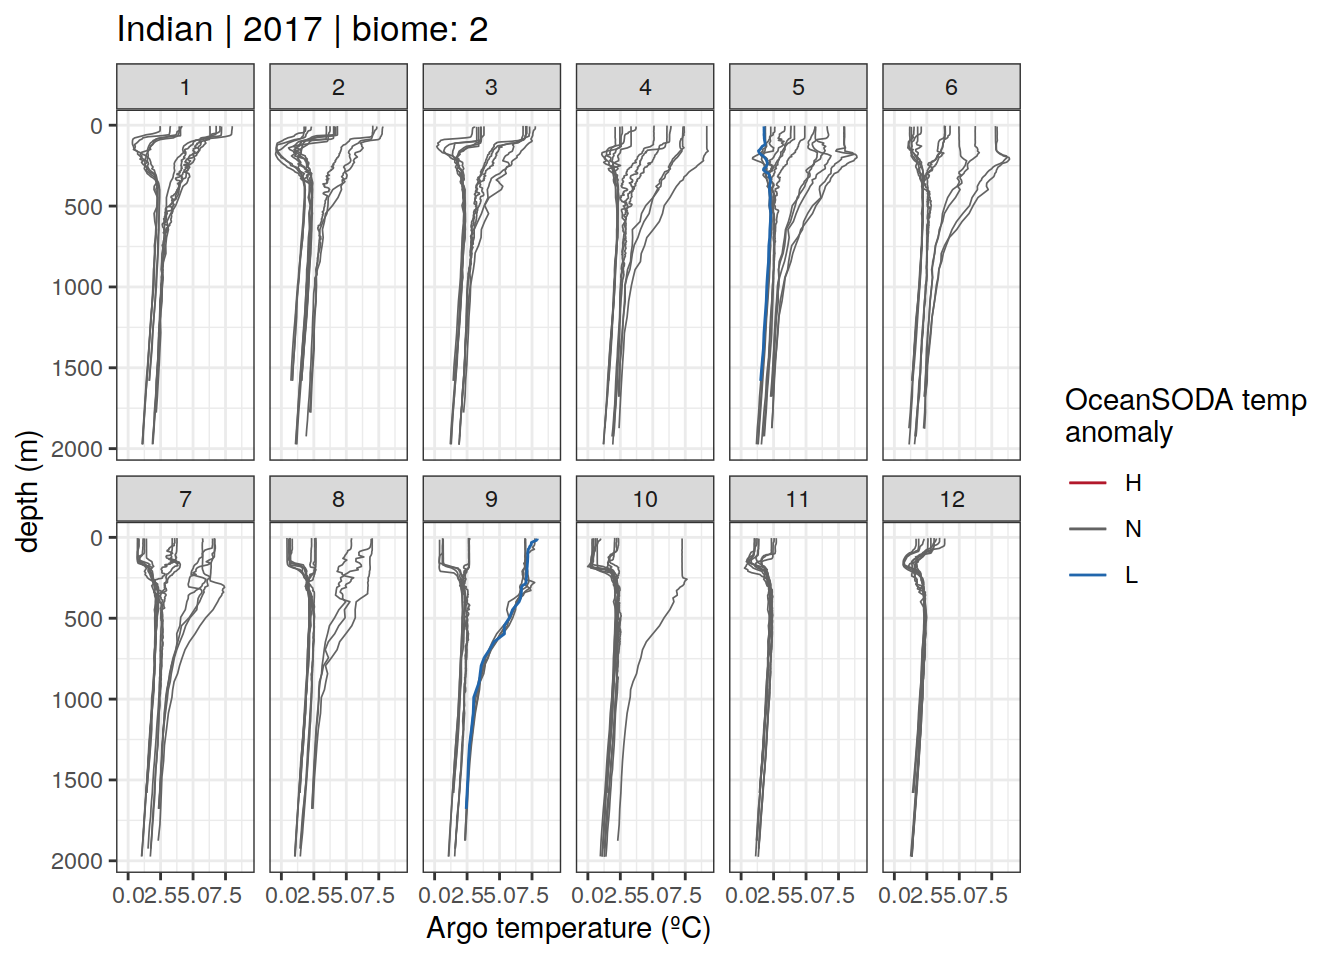 Indian | 2017 | biome: 2
1 2 3 4 5 6
0
500
1000
1500
2000
7 8 9 10 11 12
0
500
1000
1500
2000
0.02.55.07.5 0.02.55.07.5 0.02.55.07.5 0.02.55.07.5 0.02.55.07.5 0.02.55.07.5
Argo temperature (ºC)
depth (m)
OceanSODA temp
anomaly
H
N
L